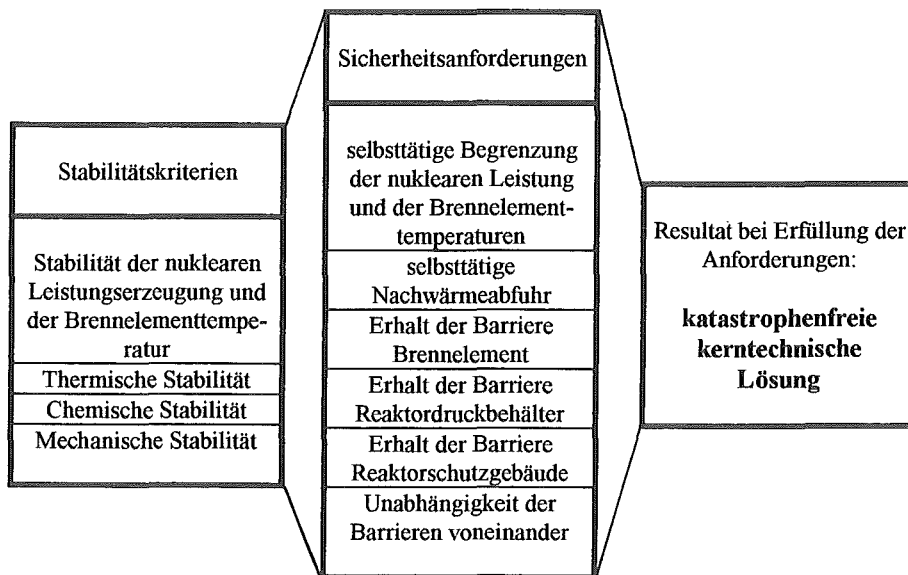 Stabilitätskriterien
Stabilität der nuklearen
Leistungserzeugung und
der Brennelementtempe-
ratur
Thermische Stabilität
Chemische Stabilität
Mechanische Stabilität
Sicherheitsanforderungen
selbsttätige Begrenzung
der nuklearen Leistung
und der Brennelement-
temperaturen
selbsttätige
Nachwärmeabfuhr
Erhalt der Barriere
Brennelement
Erhalt der Barriere
Reaktordruckbehälter
Erhalt der Barriere
Reaktorschutzgebäude
Unabhängigkeit der
Barrieren voneinander
Resultat bei Erfüllung der
Anforderungen:
katastrophenfreie
kerntechnische
Lösung